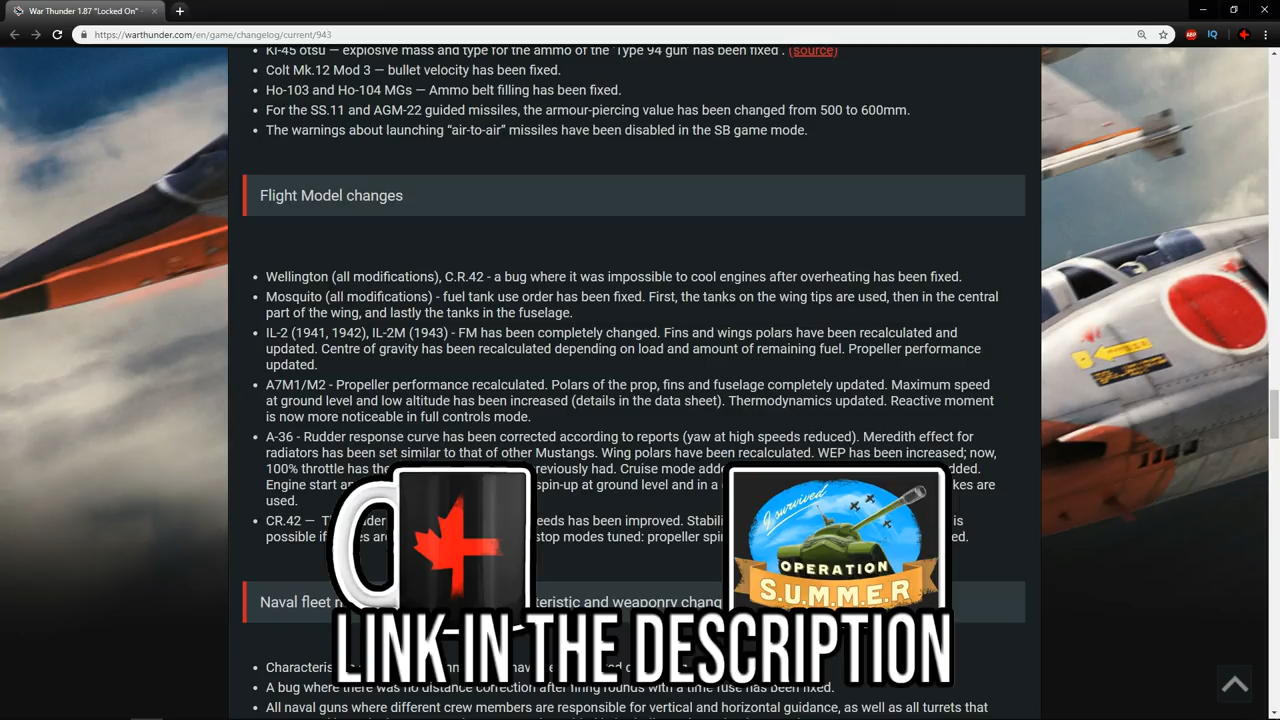 War Thunder 1.87 "Locked On" -
https://warthunder.com/en/game/changelog/current/943
ABP
IQ
Ki-45 otsu — explosive mass and type for the ammo of the 'Type 94 gun' has been fixed . (source)
Colt Mk.12 Mod 3 — bullet velocity has been fixed.
Ho-103 and Ho-104 MGs — Ammo belt filling has been fixed.
For the SS.11 and AGM-22 guided missiles, the armour-piercing value has been changed from 500 to 600mm.
The warnings about launching “air-to-air” missiles have been disabled in the SB game mode.
Flight Model changes
Wellington (all modifications), C.R.42 - a bug where it was impossible to cool engines after overheating has been fixed.
Mosquito (all modifications) - fuel tank use order has been fixed. First, the tanks on the wing tips are used, then in the central
part of the wing, and lastly the tanks in the fuselage.
IL-2 (1941, 1942), IL-2M (1943) - FM has been completely changed. Fins and wings polars have been recalculated and
updated. Centre of gravity has been recalculated depending on load and amount of remaining fuel. Propeller performance
updated.
A7M1/M2 - Propeller performance recalculated. Polars of the prop, fins and fuselage completely updated. Maximum speed
at ground level and low altitude has been increased (details in the data sheet). Thermodynamics updated. Reactive moment
is now more noticeable in full controls mode.
A-36 - Rudder response curve has been corrected according to reports (yaw at high speeds reduced). Meredith effect for
radiators has been set similar to that of other Mustangs. Wing polars have been recalculated. WEP has been increased; now,
100% throttle has the previously had. Cruise mode
Engine start spin-up at ground level and in a are
used.
CR.42 — has been improved. is
possible if stop modes tuned: propeller
Naval fleet and weaponry
I survived
OPERATION
S.U.M.M.E.R
LINK-IN THE DESCRIPTION
A bug where there was no distance correction after firing rounds with a time fuse has been fixed.
All naval guns where different crew members are responsible for vertical and horizontal guidance, as well as all turrets that